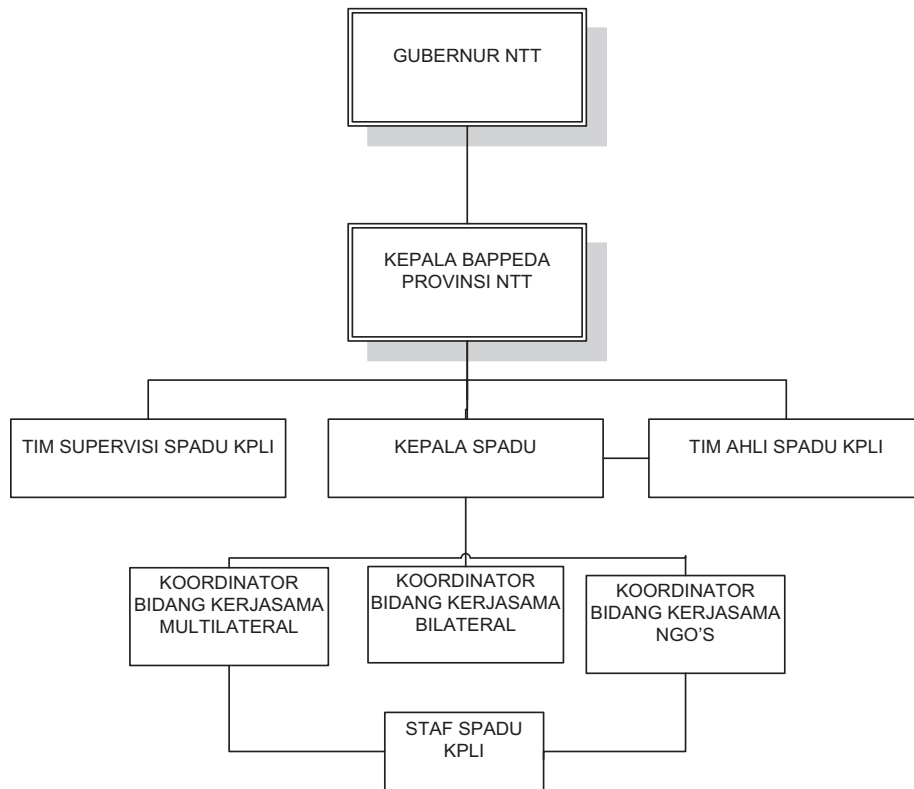 GUBERNUR NTT
KEPALA BAPPEDA
PROVINSI NTT
TIM SUPERVISI SPADU KPLI
KEPALA SPADU
TIM AHLI SPADU KPLI
KOORDINATOR
BIDANG KERJASAMA
MULTILATERAL
KOORDINATOR
BIDANG KERJASAMA
BILATERAL
KOORDINATOR
BIDANG KERJASAMA
NGO’S
STAF SPADU
KPLI